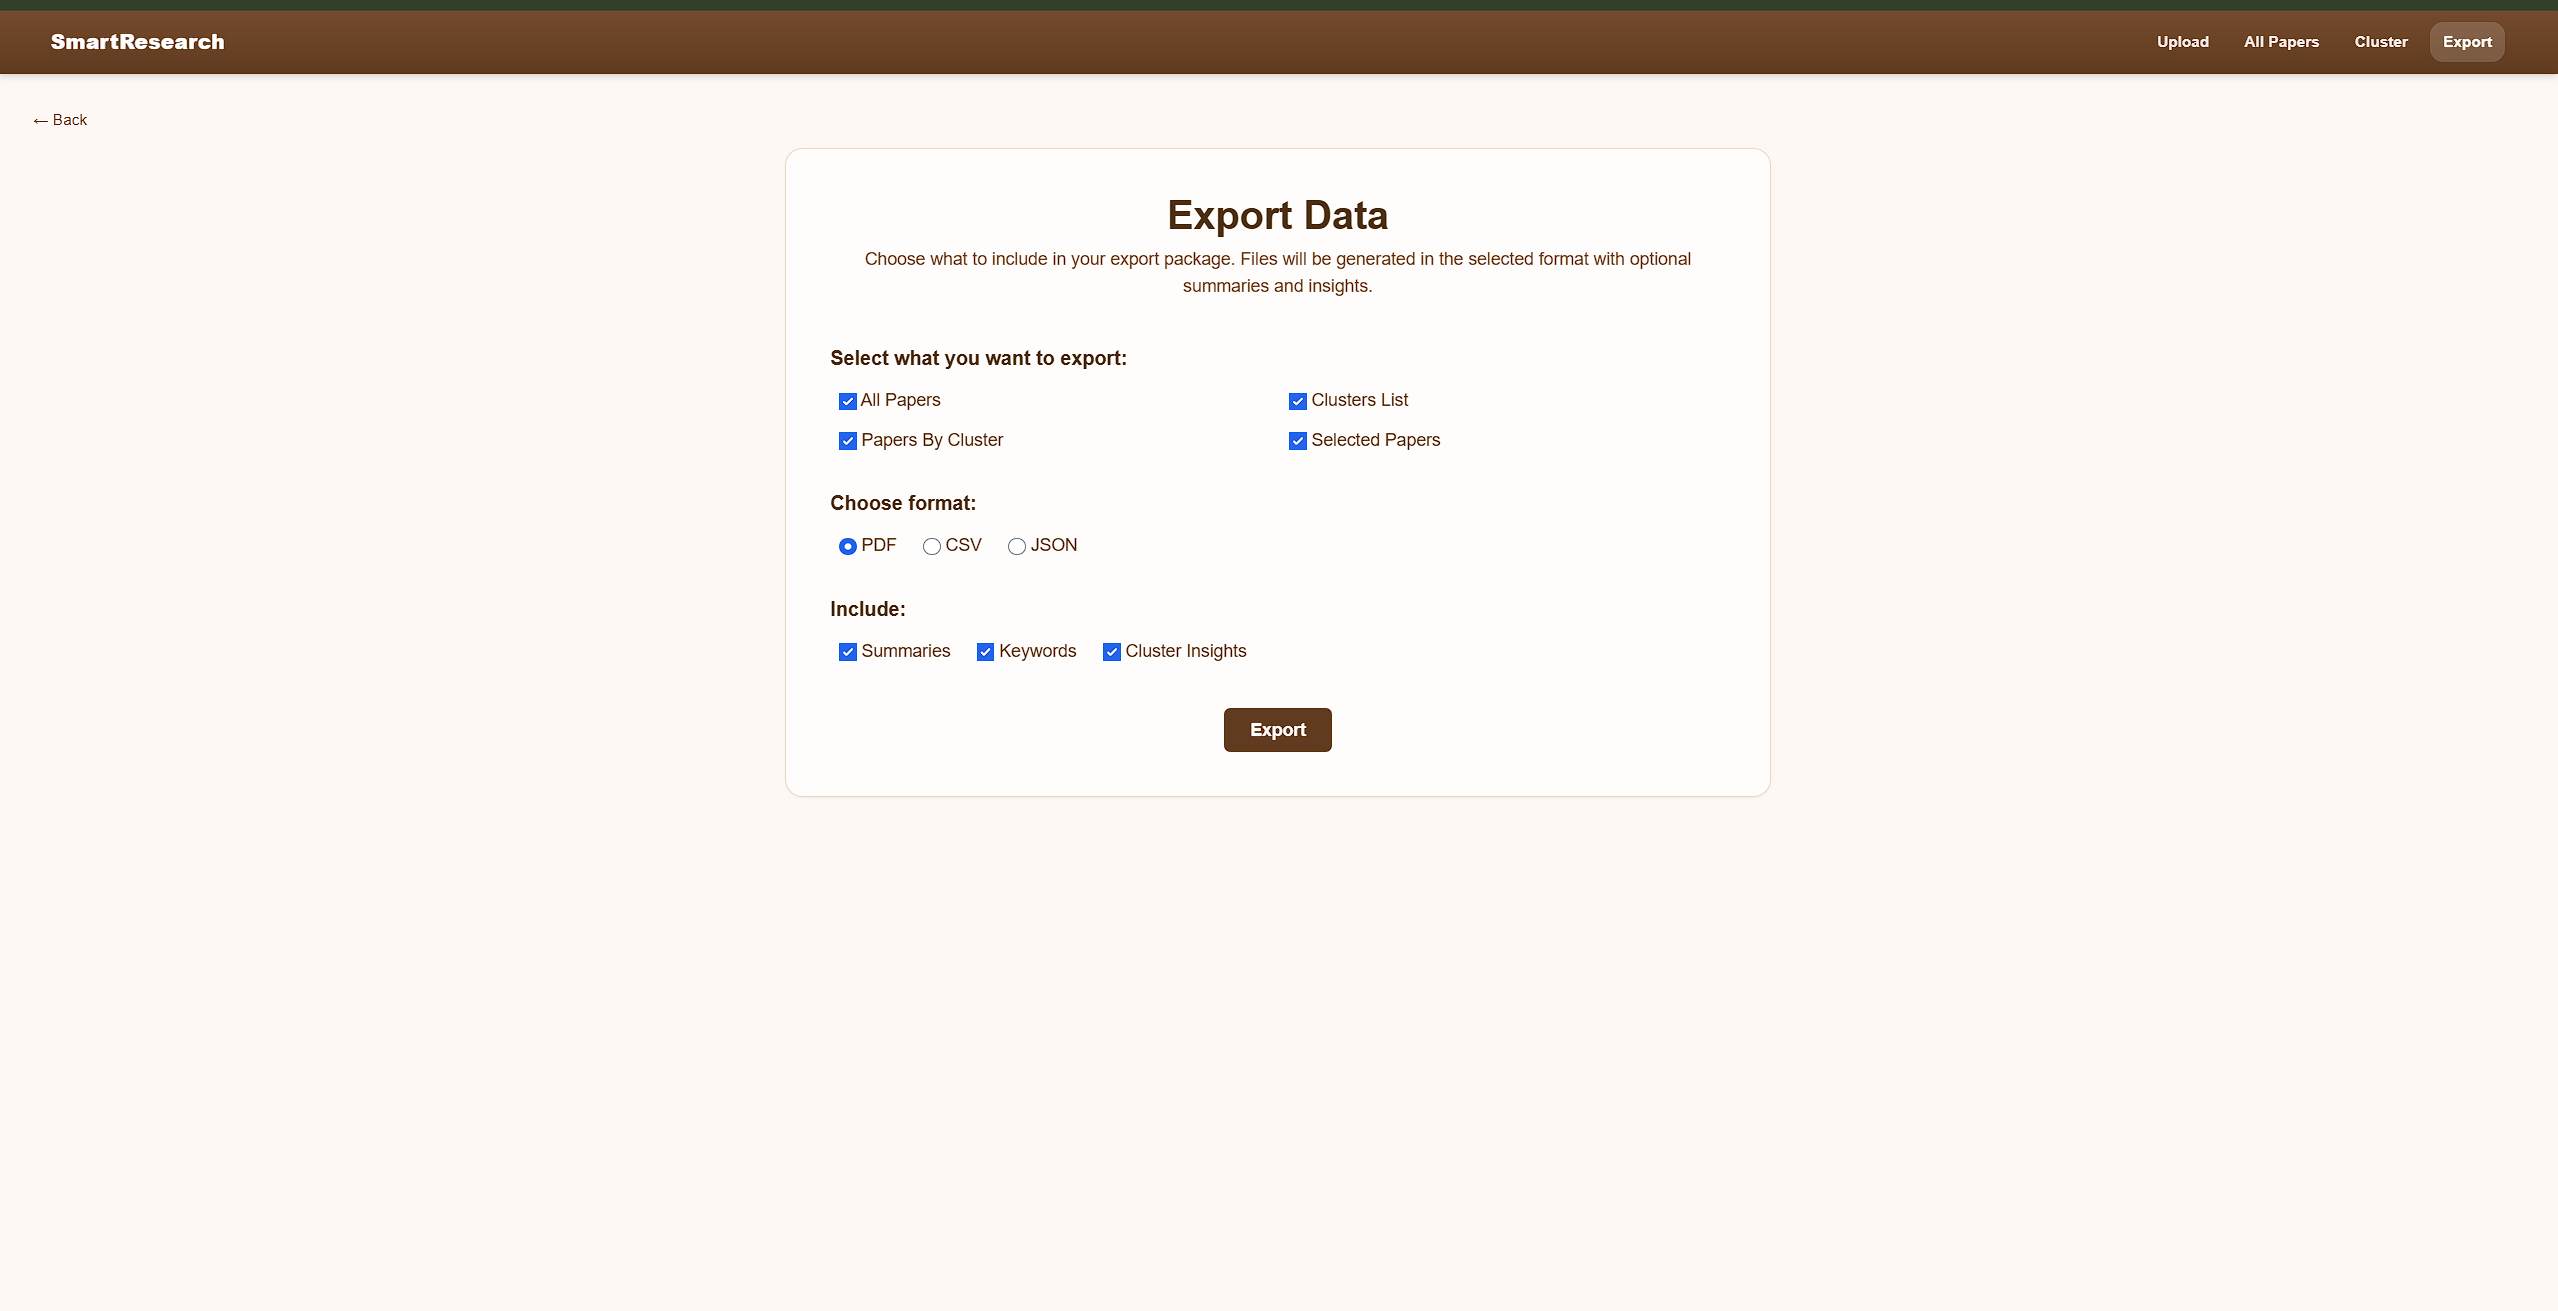 SmartResearch
Upload
All Papers
Cluster
Export
← Back
Export Data
Choose what to include in your export package. Files will be generated in the selected format with optional
summaries and insights.
Select what you want to export:
All Papers
Clusters List
Papers By Cluster
Selected Papers
Choose format:
PDF
CSV
JSON
Include:
Summaries
Keywords
Cluster Insights
Export